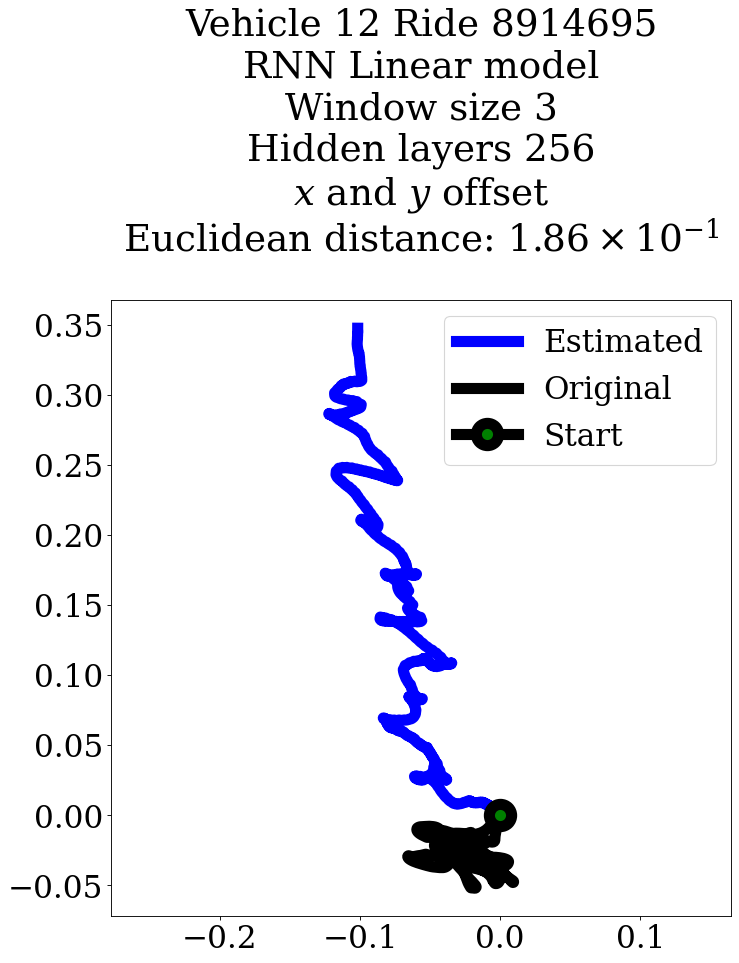 Vehicle 12 Ride 8914695
RNN Linear model
Window size 3
Hidden layers 256
x and y offset
Euclidean distance: 1.86 × 10⁻¹
Estimated
Original
Start
0.35
0.30
0.25
0.20
0.15
0.10
0.05
0.00
−0.05
−0.2 −0.1 0.0 0.1